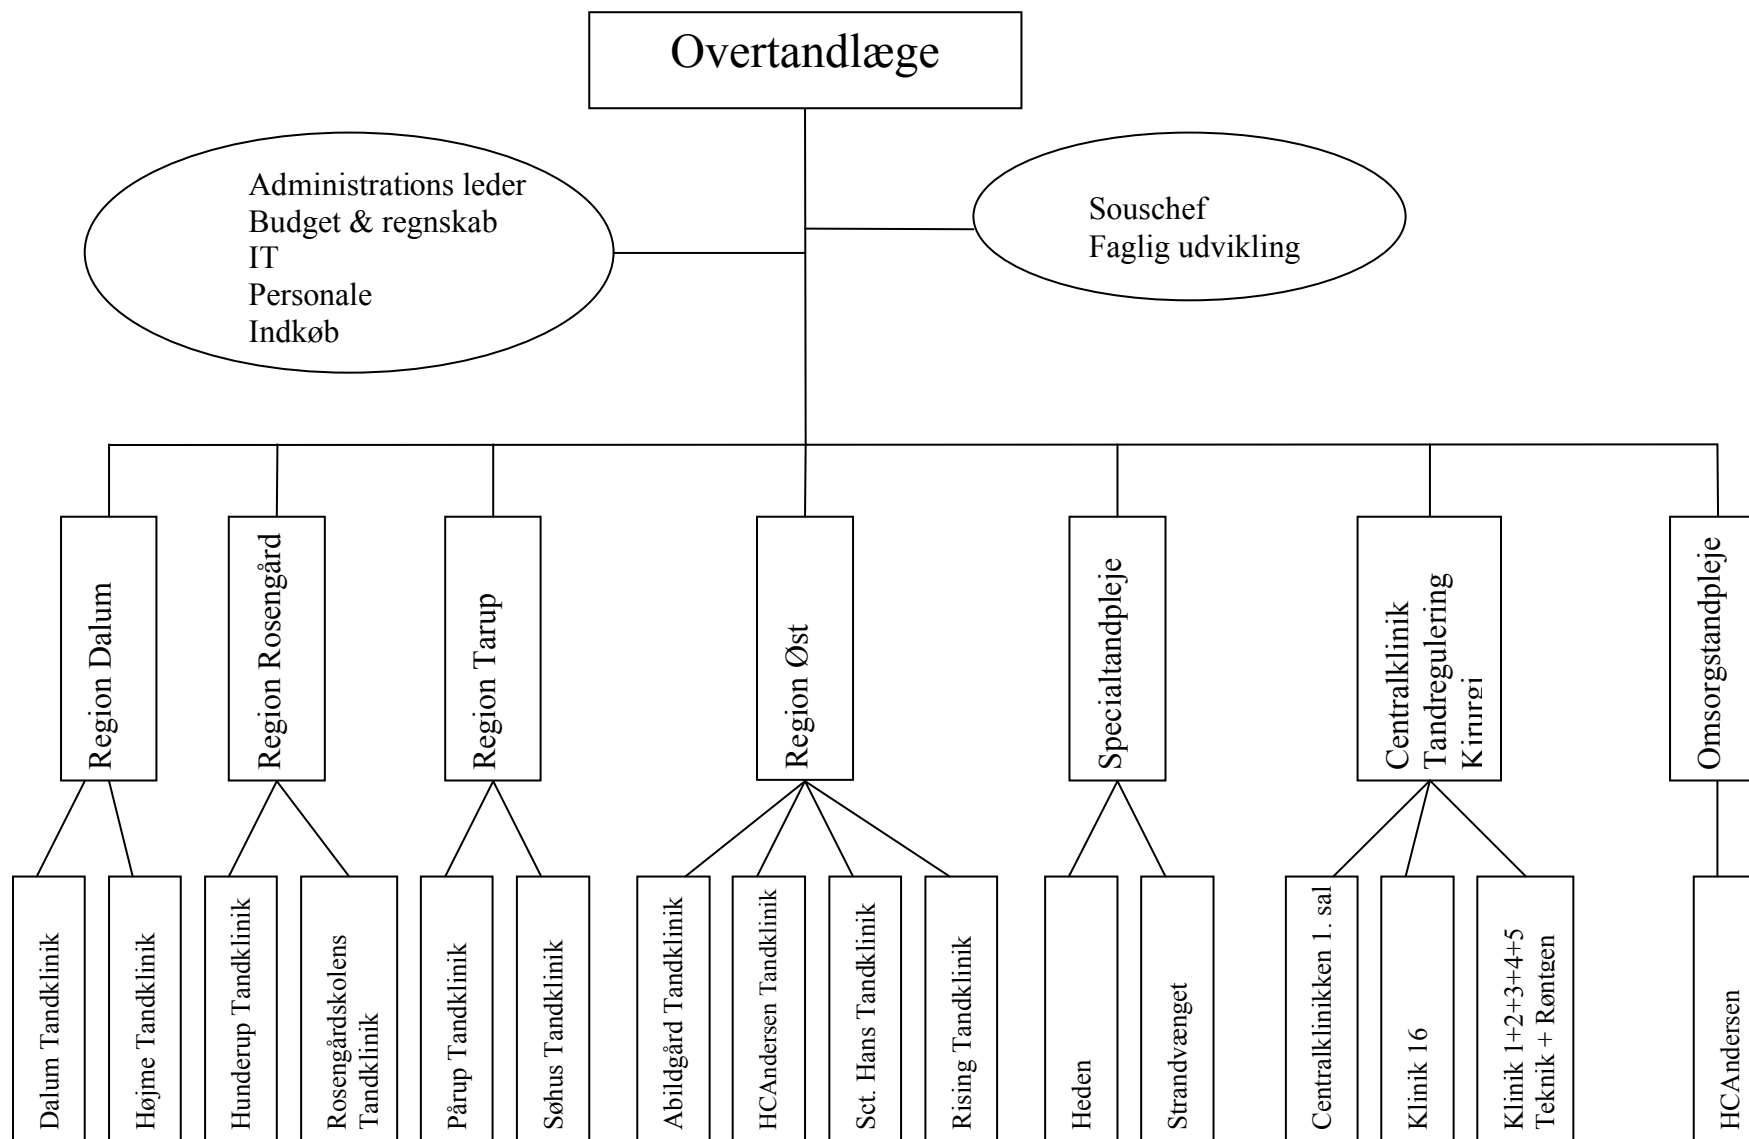 Overtandlæge
Administrations leder
Budget & regnskab
IT
Personale
Indkøb
Souschef
Faglig udvikling
Region Dalum
Region Rosengård
Region Tarup
Region Øst
Specialtandpleje
Centralklinik
Tandregulering
Kirurgi
Omsorgstandpleje
Dalum Tandklinik
Højme Tandklinik
Hunderup Tandklinik
Rosengårdskolens
Tandklinik
Pårup Tandklinik
Søhus Tandklinik
Abildgård Tandklinik
HCAndersen Tandklinik
Sct. Hans Tandklinik
Rising Tandklinik
Heden
Strandvænget
Centralklinikken 1. sal
Klinik 16
Klinik 1+2+3+4+5
Teknik + Røntgen
HCAndersen